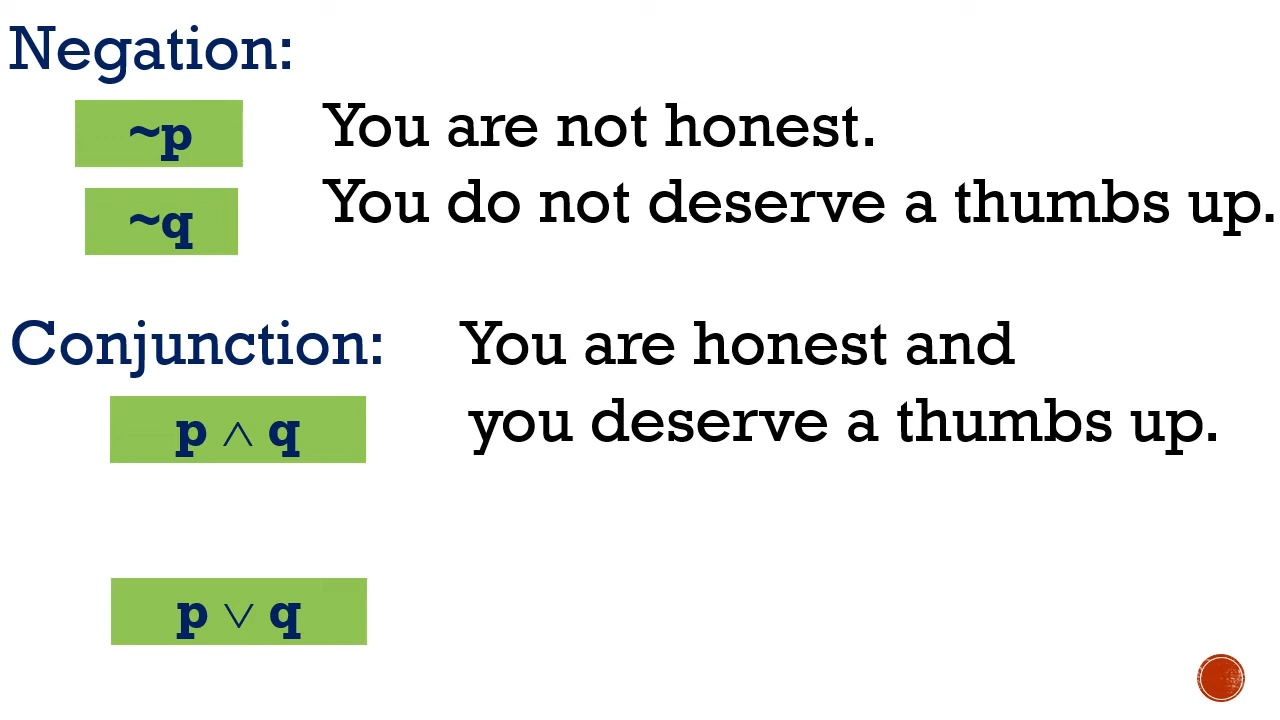 Negation:
~p You are not honest.
~q You do not deserve a thumbs up.
Conjunction: You are honest and
p ∧ q you deserve a thumbs up.
p ∨ q